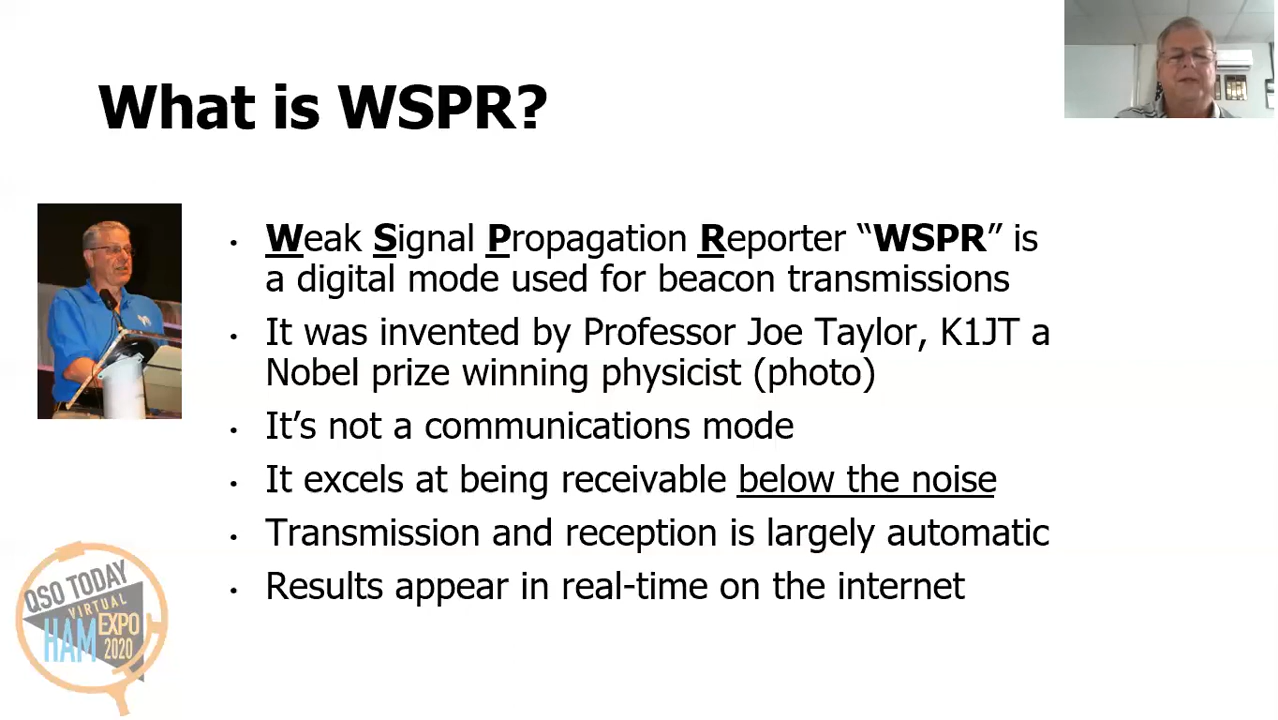 What is WSPR?
• Weak Signal Propagation Reporter “WSPR” is
a digital mode used for beacon transmissions
• It was invented by Professor Joe Taylor, K1JT a
Nobel prize winning physicist (photo)
• It’s not a communications mode
• It excels at being receivable below the noise
• Transmission and reception is largely automatic
• Results appear in real-time on the internet
QSO TODAY
VIRTUAL
HAM EXPO
2020